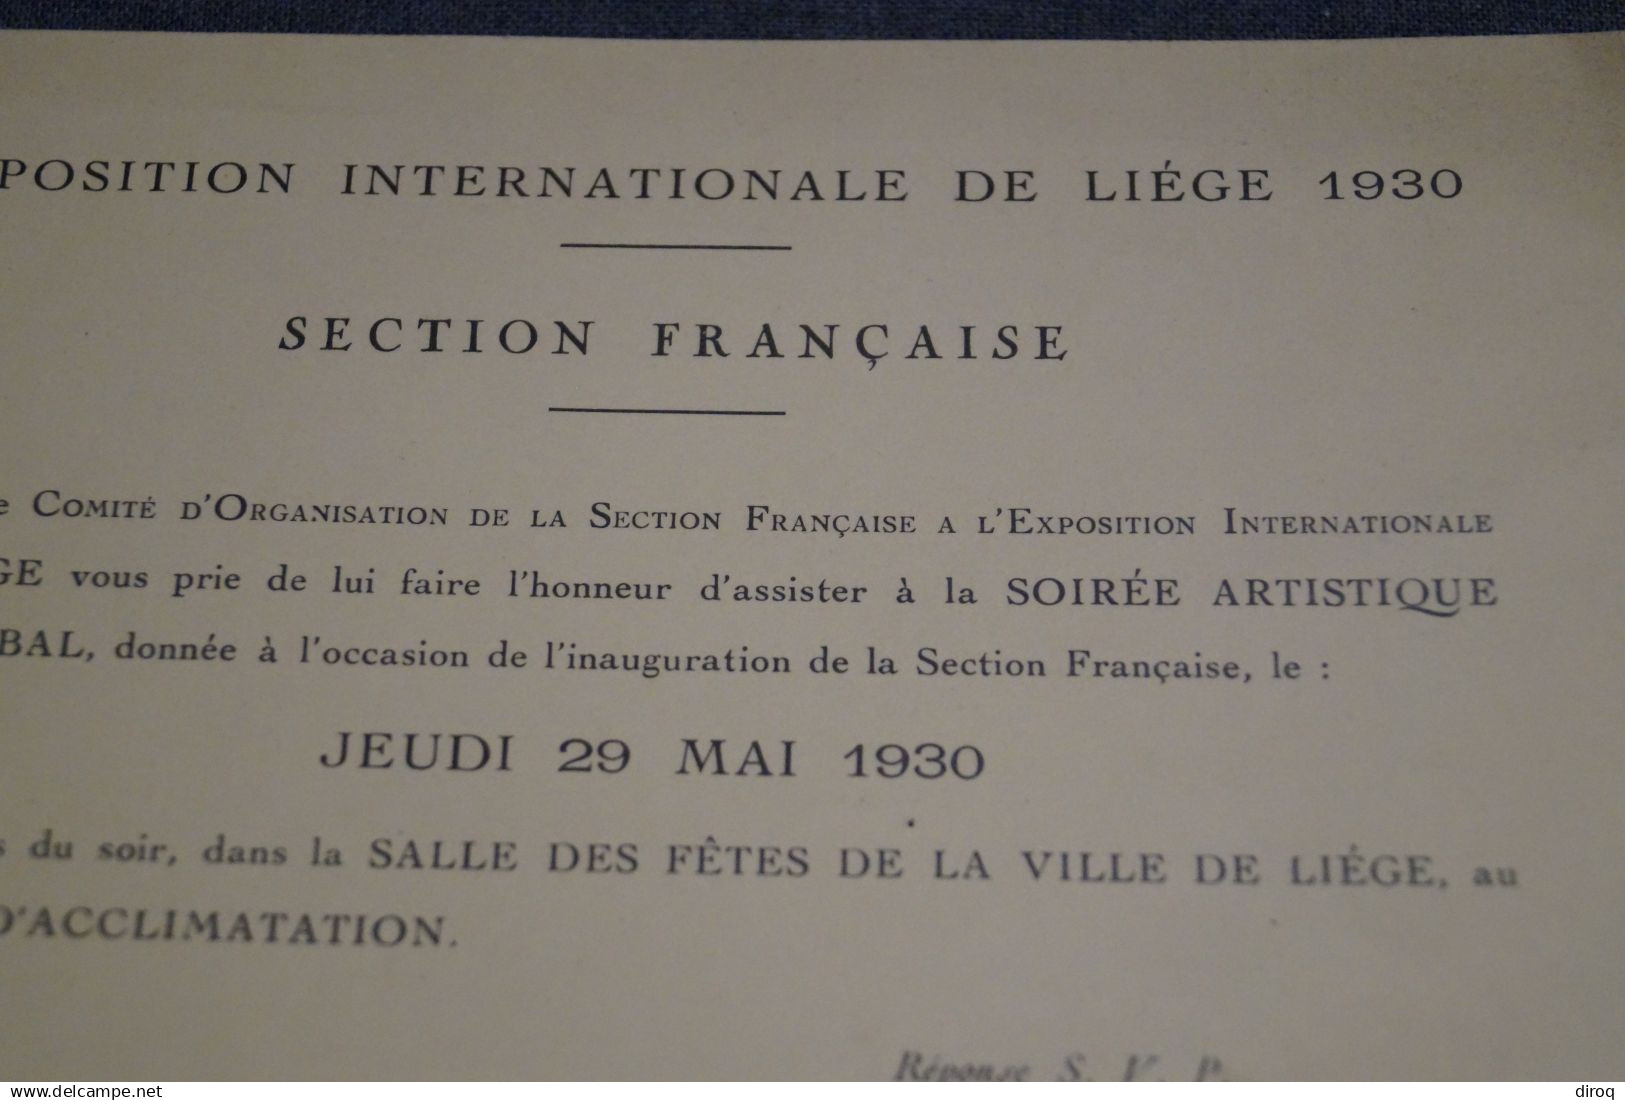 POSITION INTERNATIONALE DE LIÉGE 1930
SECTION FRANÇAISE
e COMITÉ D'ORGANISATION DE LA SECTION FRANÇAISE A L'EXPOSITION INTERNATIONALE
GE vous prie de lui faire l'honneur d'assister à la SOIRÉE ARTISTIQUE
BAL, donnée à l'occasion de l'inauguration de la Section Française, le :
JEUDI 29 MAI 1930
s du soir, dans la SALLE DES FÊTES DE LA VILLE DE LIÉGE, au
D'ACCLIMATATION.
Réponse S. V. P.
delcampe.net
diroq